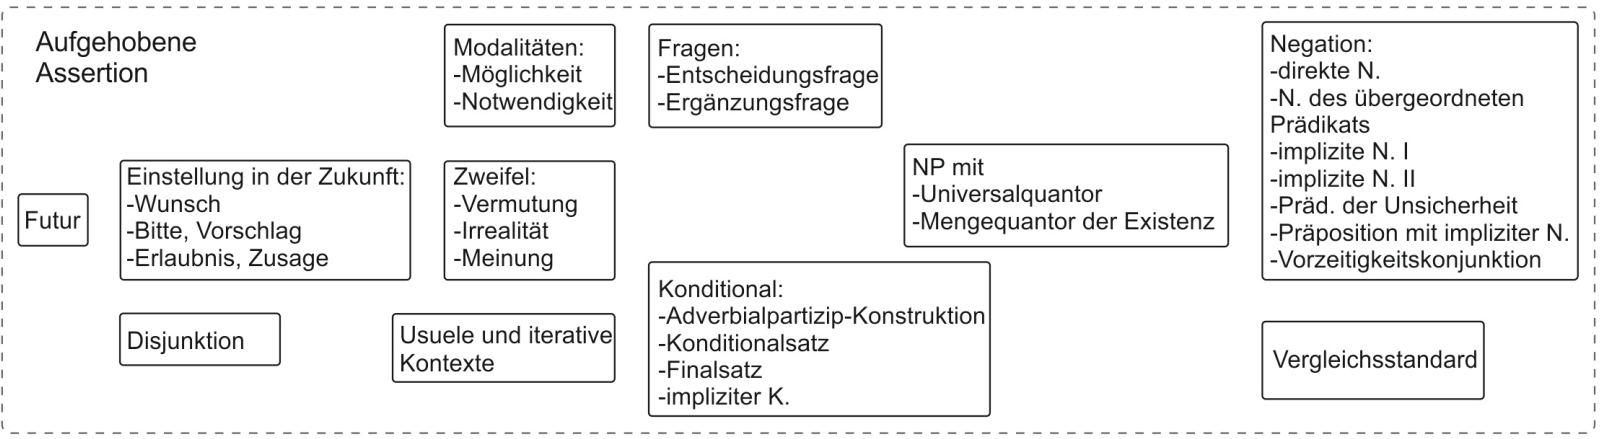 Aufgehobene
Assertion
Modalitäten:
-Möglichkeit
-Notwendigkeit
Fragen:
-Entscheidungsfrage
-Ergänzungsfrage
Negation:
-direkte N.
-N. des übergeordneten
Prädikats
-implizite N. I
-implizite N. II
-Präd. der Unsicherheit
-Präposition mit impliziter N.
-Vorzeitigkeitskonjunktion
Futur
Einstellung in der Zukunft:
-Wunsch
-Bitte, Vorschlag
-Erlaubnis, Zusage
Zweifel:
-Vermutung
-Irrealität
-Meinung
NP mit
-Universalquantor
-Mengequantor der Existenz
Disjunktion
Usuele und iterative
Kontexte
Konditional:
-Adverbialpartizip-Konstruktion
-Konditionalsatz
-Finalsatz
-impliziter K.
Vergleichsstandard